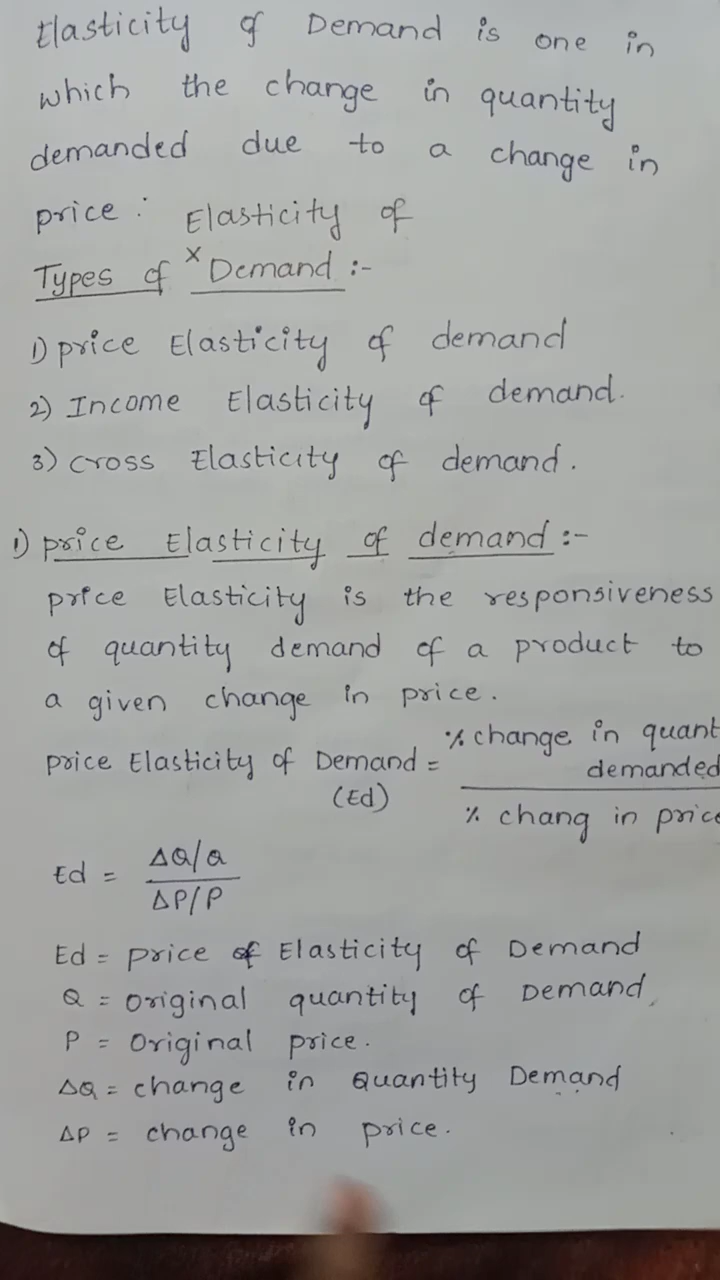 Elasticity of Demand is one in
which the change in quantity
demanded due to a change in
price: Elasticity of
Types of x Demand :-
1) price Elasticity of demand
2) Income Elasticity of demand.
3) cross Elasticity of demand.
1) price Elasticity of demand :-
price Elasticity is the responsiveness
of quantity demand of a product to
a given change in price.
price Elasticity of Demand = % change in quant
demanded
(Ed)
% chang in price
Ed = ΔQ/Q
ΔP/P
Ed = price of Elasticity of Demand
Q = original quantity of Demand,
P = Original price.
ΔQ = change in Quantity Demand
ΔP = change in price.